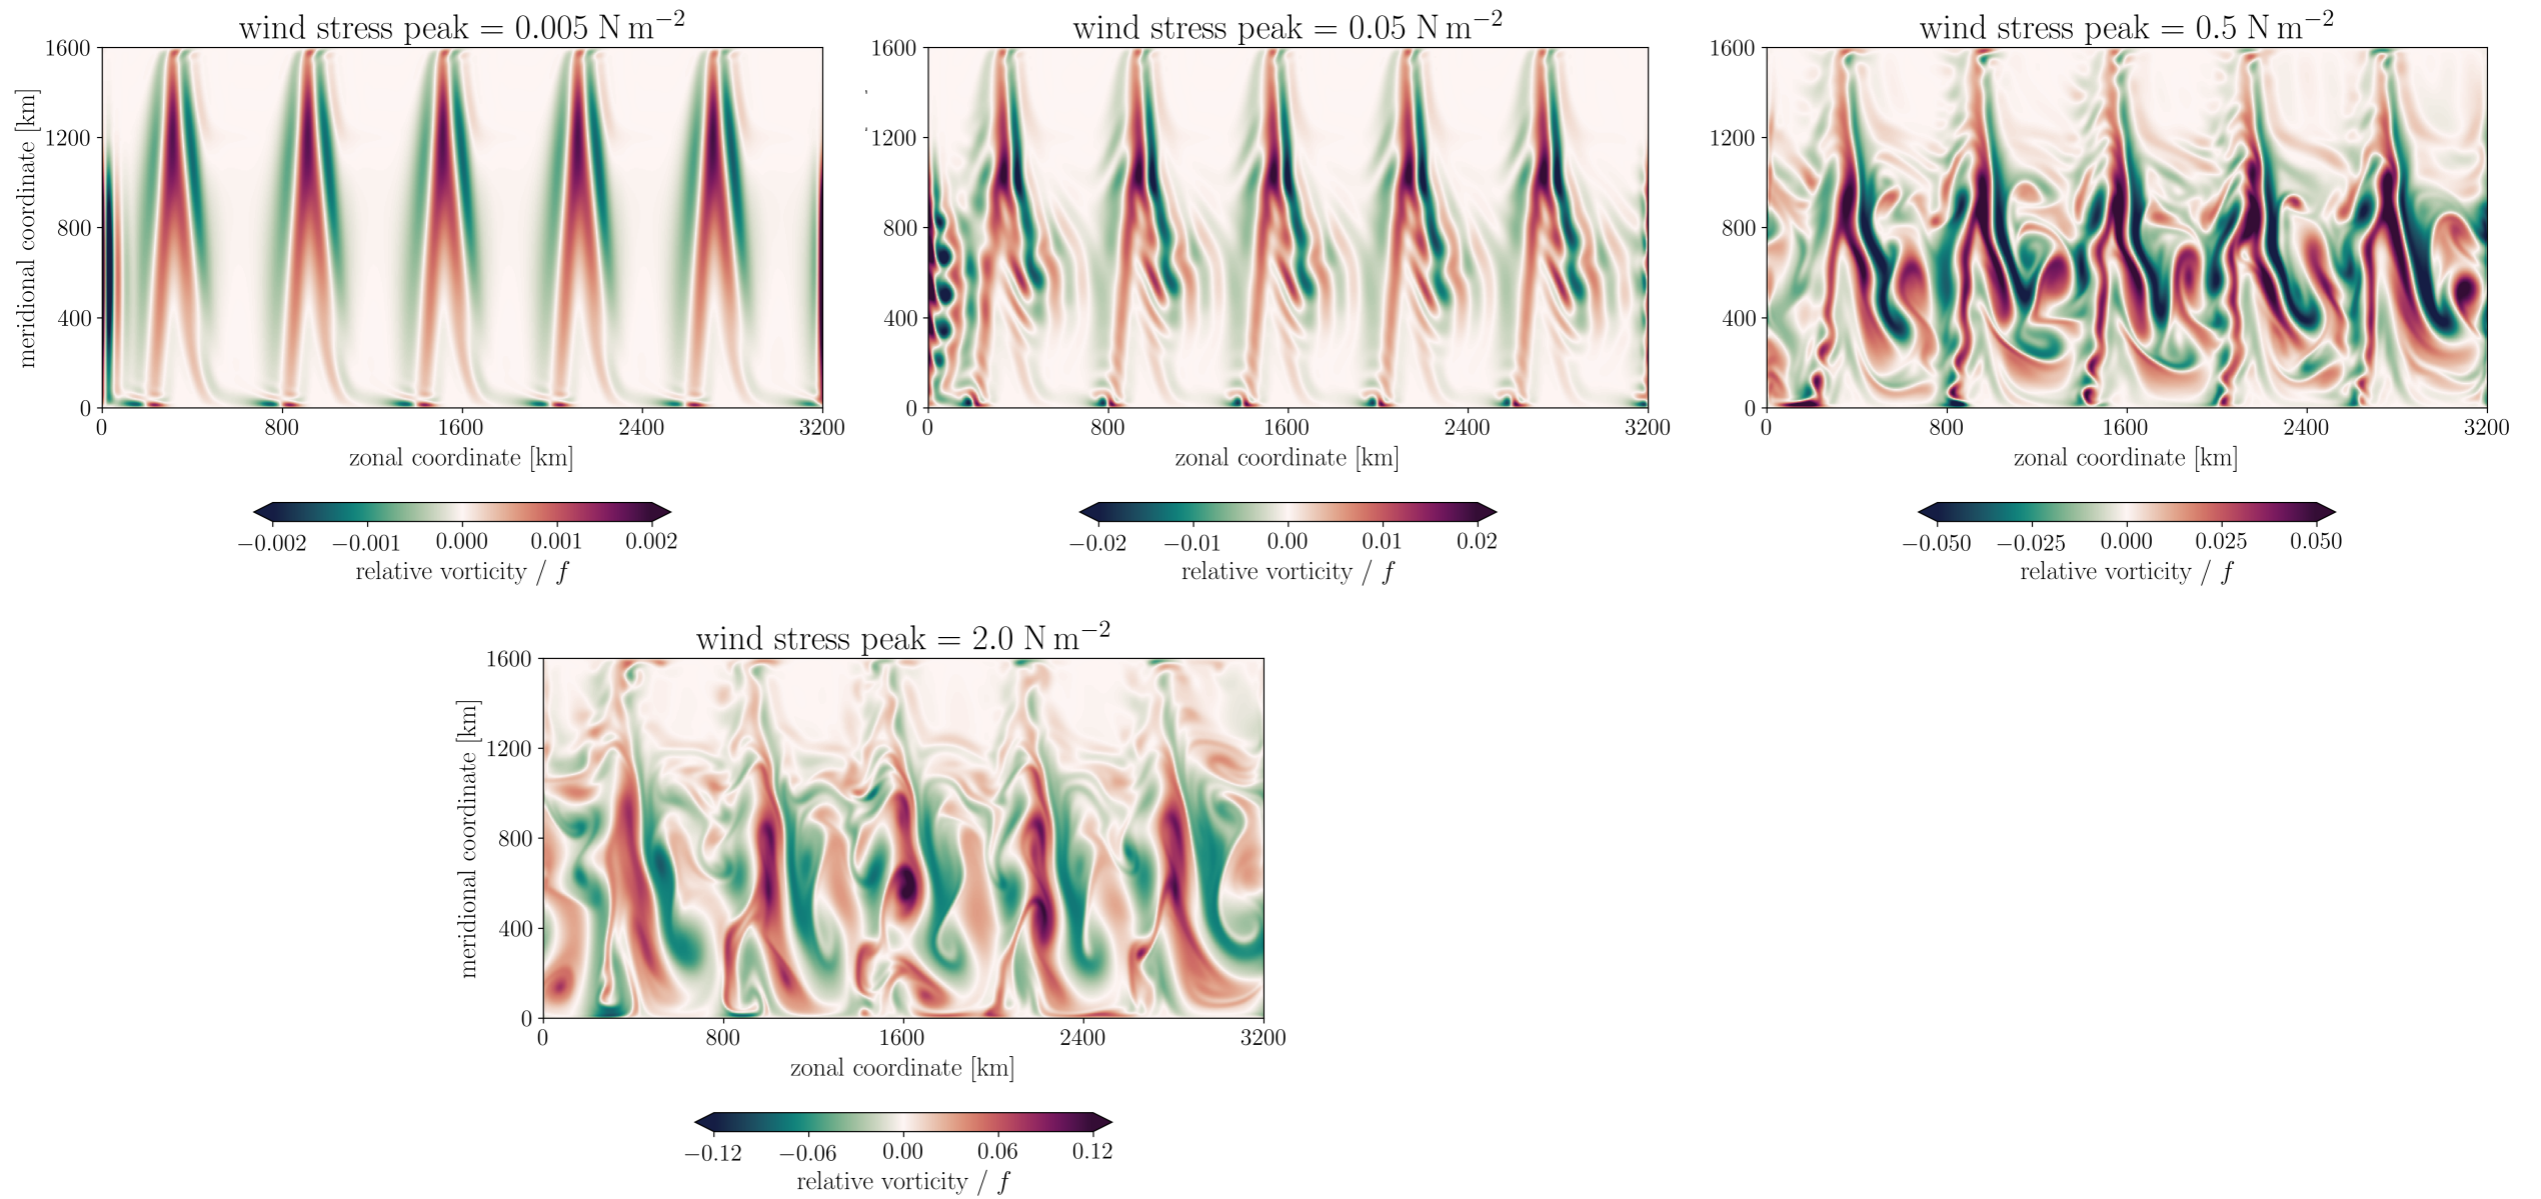 wind stress peak = 0.005 N m−2
1600
1200
800
400
0
meridional coordinate [km]
0 800 1600 2400 3200
zonal coordinate [km]
−0.002 −0.001 0.000 0.001 0.002
relative vorticity / f
wind stress peak = 0.05 N m−2
1600
1200
800
400
0
0 800 1600 2400 3200
zonal coordinate [km]
−0.02 −0.01 0.00 0.01 0.02
relative vorticity / f
wind stress peak = 0.5 N m−2
1600
1200
800
400
0
0 800 1600 2400 3200
zonal coordinate [km]
−0.050 −0.025 0.000 0.025 0.050
relative vorticity / f
wind stress peak = 2.0 N m−2
1600
1200
800
400
0
meridional coordinate [km]
0 800 1600 2400 3200
zonal coordinate [km]
−0.12 −0.06 0.00 0.06 0.12
relative vorticity / f